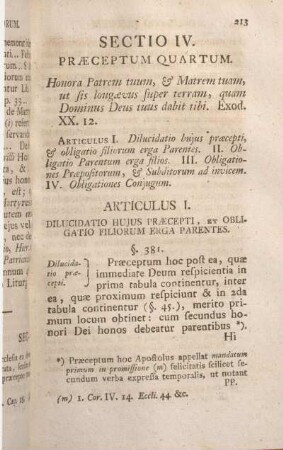 213
SECTIO IV.
PRÆCEPTUM QUARTUM.
Honora Patrem tuum, & Matrem tuam,
ut sis longævus super terram, quam
Dominus Deus tuus dabit tibi. Exod.
XX. 12.
ARTICULUS I. Dilucidatio hujus præcepti,
& obligatio filiorum erga Parentes. II. Ob-
ligatio Parentum erga filios. III. Obligatio-
nes Præpositorum, & Subditorum ad invicem.
IV. Obligationes Conjugum.
ARTICULUS I.
DILUCIDATIO HUJUS PRÆCEPTI, ET OBLI-
GATIO FILIORUM ERGA PARENTES.
§. 381.
Dilucida-
tio præ-
cepti.
Præceptum hoc post ea, quæ
immediate Deum respicientia in
prima tabula continentur, inter
ea, quæ proximum respiciunt & in 2da
tabula continentur (§. 45.), merito pri-
mum locum obtinet: cum secundus ho-
nori Dei honos debeatur parentibus *).
Hi
*) Præceptum hoc Apostolus appellat mandatum
primum in promissione (m) felicitatis scilicet se-
cundum verba expressa temporalis, ut notant
PP.
(m) 1. Cor. IV. 14. Eccli. 44. &c.